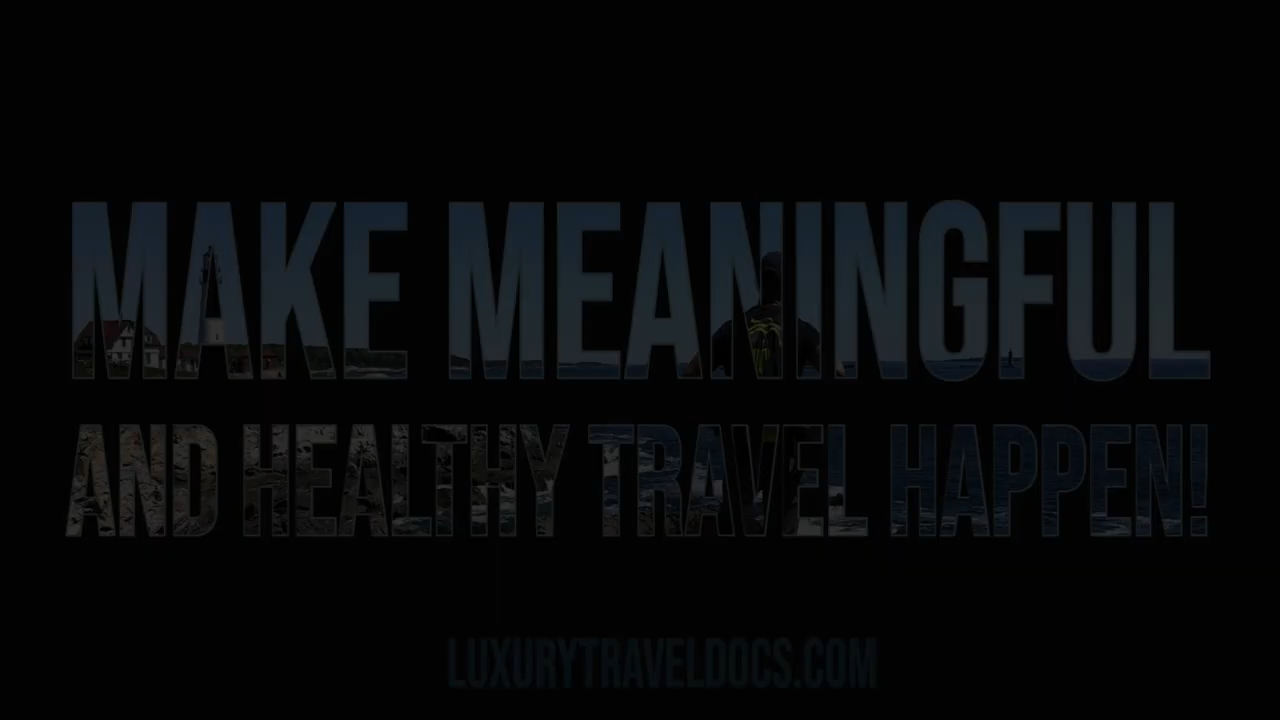 MAKE MEANINGFUL
AND HEALTHY TRAVEL HAPPEN!
LUXURYTRAVELDOCS.COM